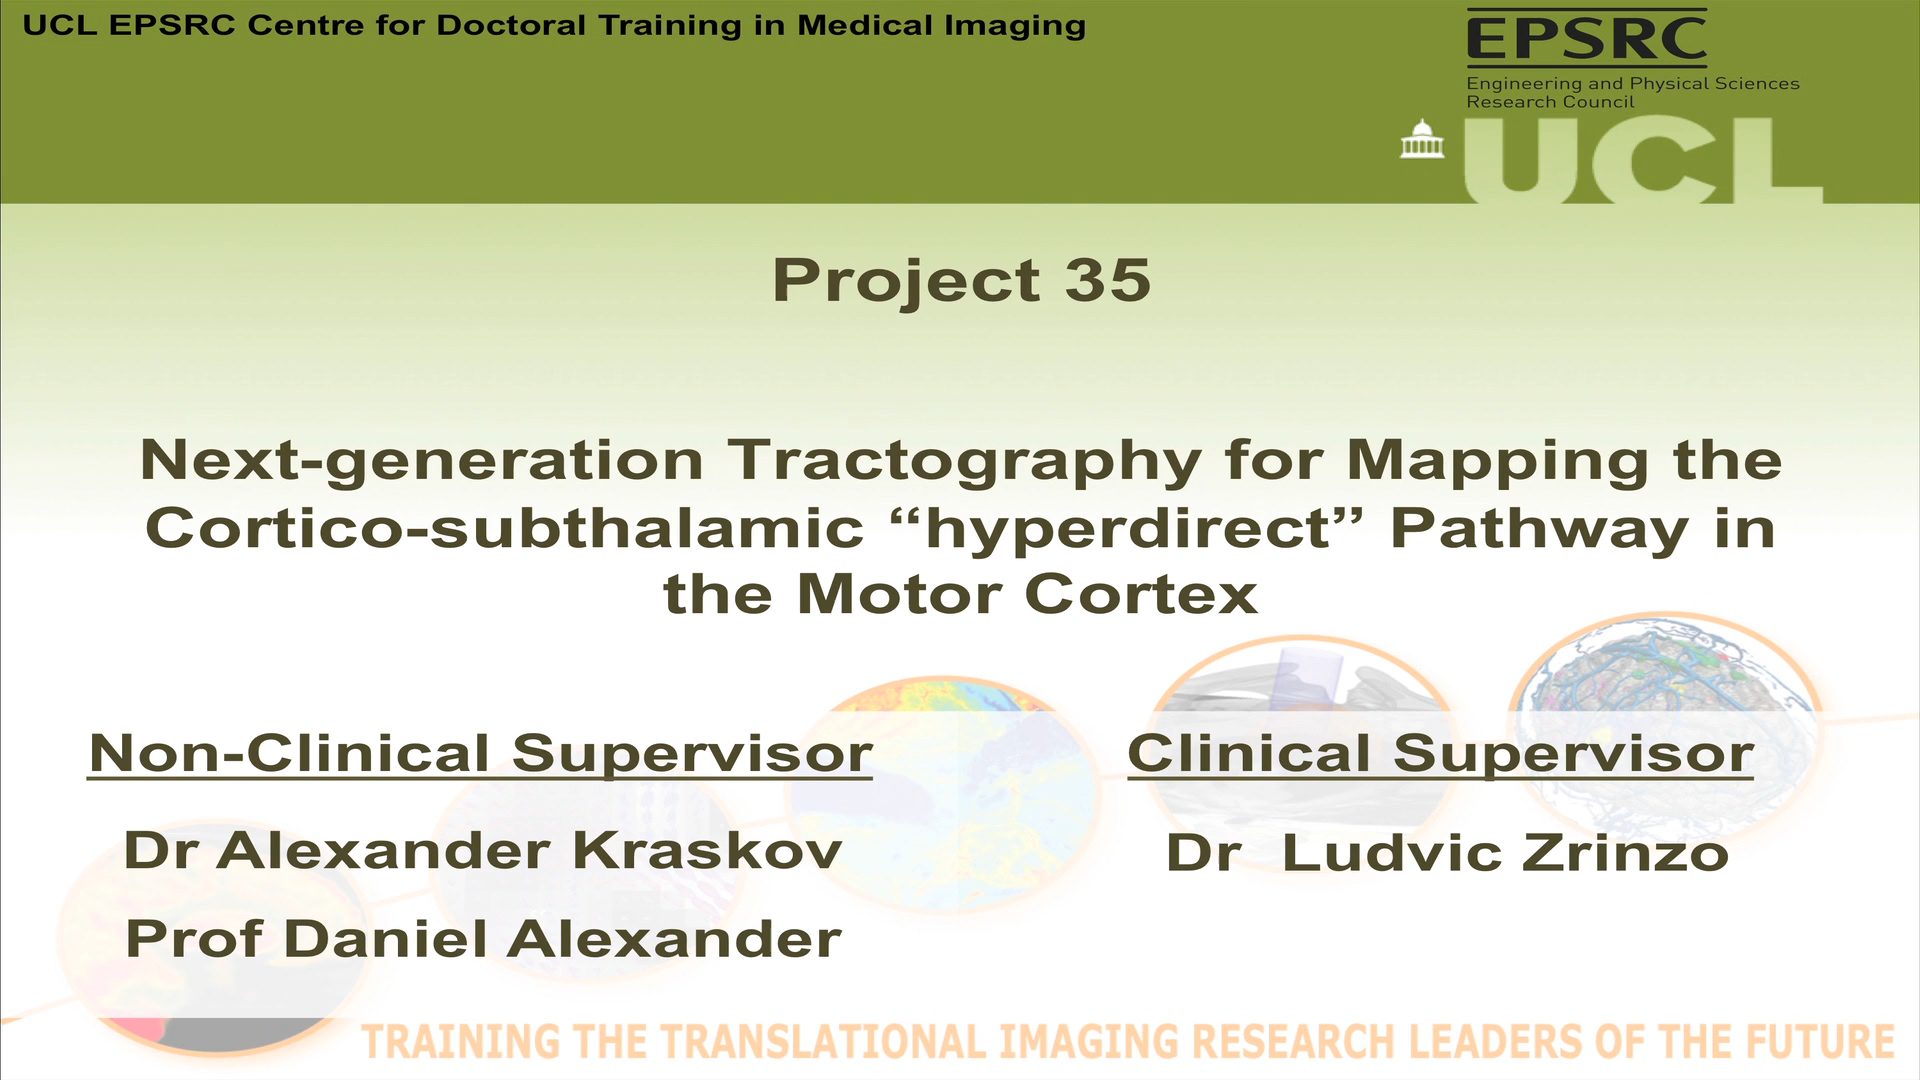 UCL EPSRC Centre for Doctoral Training in Medical Imaging
EPSRC
Engineering and Physical Sciences
Research Council
UCL
Project 35
Next-generation Tractography for Mapping the
Cortico-subthalamic “hyperdirect” Pathway in
the Motor Cortex
Non-Clinical Supervisor
Dr Alexander Kraskov
Prof Daniel Alexander
Clinical Supervisor
Dr Ludvic Zrinzo
TRAINING THE TRANSLATIONAL IMAGING RESEARCH LEADERS OF THE FUTURE